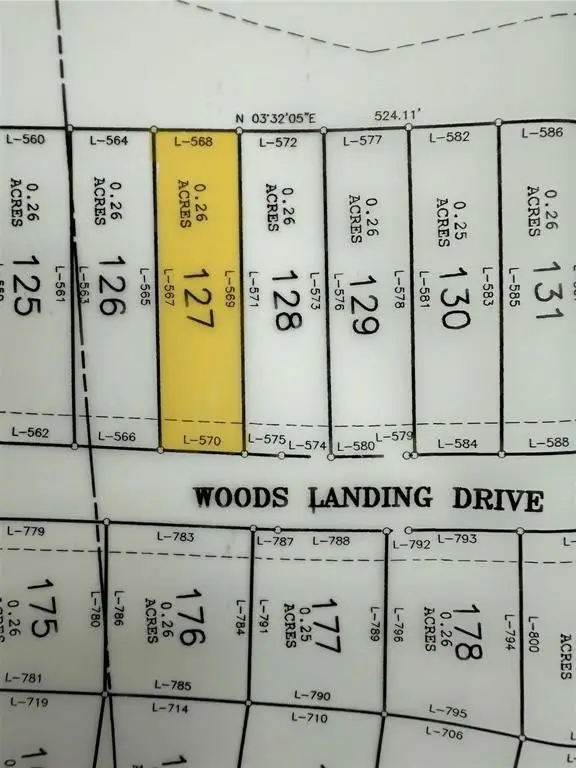 N 03°32'05"E 524.11'
L-560 L-564 L-568 L-572 L-577 L-582 L-586
0.26 ACRES
125
L-561
L-563
0.26 ACRES
126
L-565
L-567
0.26 ACRES
127
L-569
L-571
0.26 ACRES
128
L-573
L-576
0.26 ACRES
129
L-578
L-581
0.25 ACRES
130
L-583
L-585
0.26 ACRES
131
L-562 L-566 L-570 L-575 L-574 L-580 L-579 L-584 L-588
WOODS LANDING DRIVE
L-779 L-783 L-787 L-788 L-792 L-793
175
0.26
L-780
L-786
176
0.26
ACRES
L-784
L-791
177
0.25
ACRES
L-789
L-796
178
0.26
ACRES
L-794
L-800
ACRES
L-781 L-785 L-790 L-795
L-719 L-714 L-710 L-706